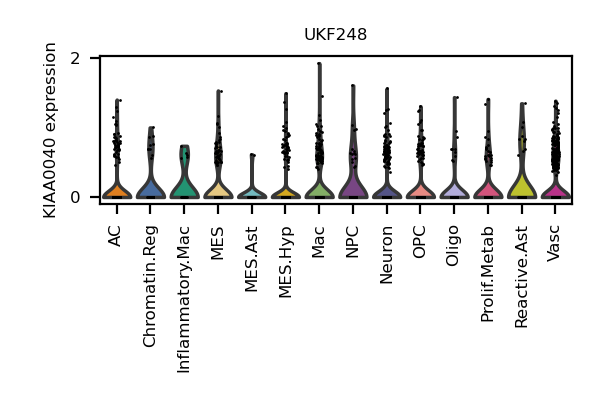 UKF248
KIAA0040 expression
2
0
AC
Chromatin.Reg
Inflammatory.Mac
MES
MES.Ast
MES.Hyp
Mac
NPC
Neuron
OPC
Oligo
Prolif.Metab
Reactive.Ast
Vasc